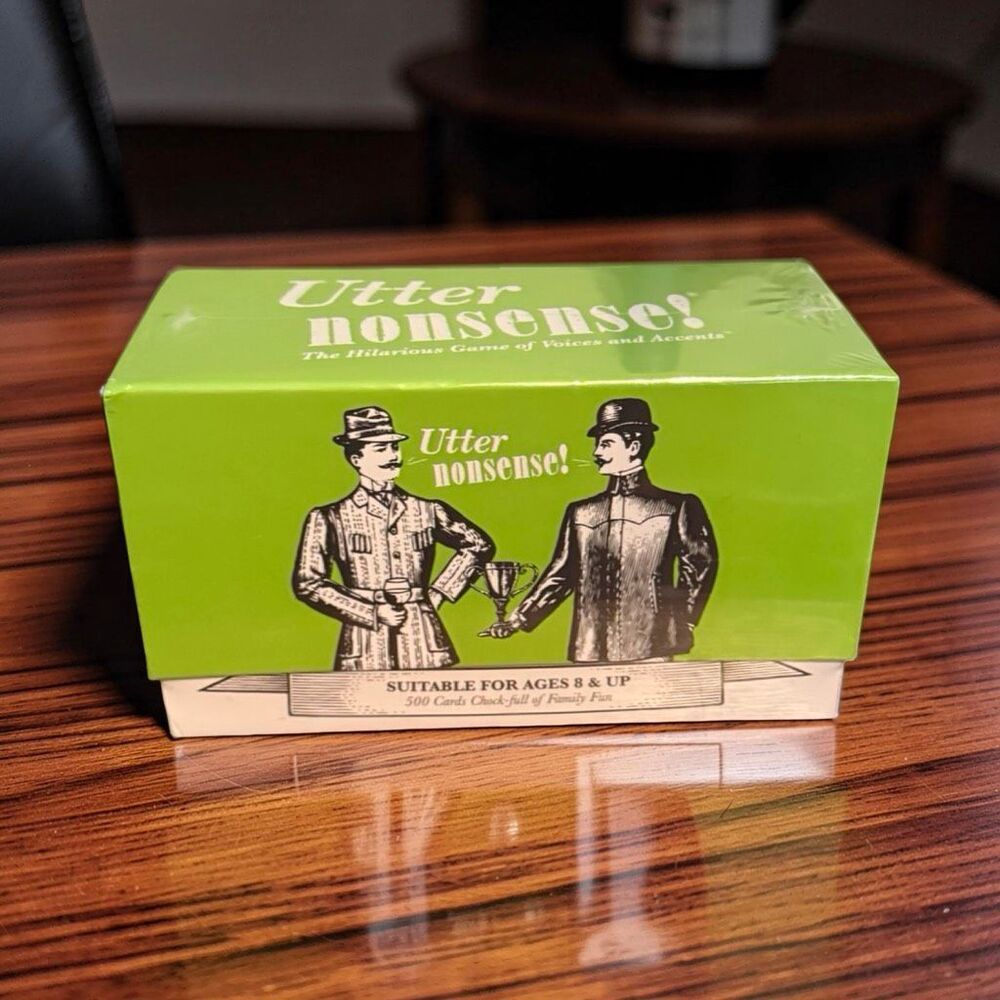 Utter
nonsense!
The Hilarious Game of Voices and Accents™
Utter
nonsense!
SUITABLE FOR AGES 8 & UP
500 Cards Chock-full of Family Fun